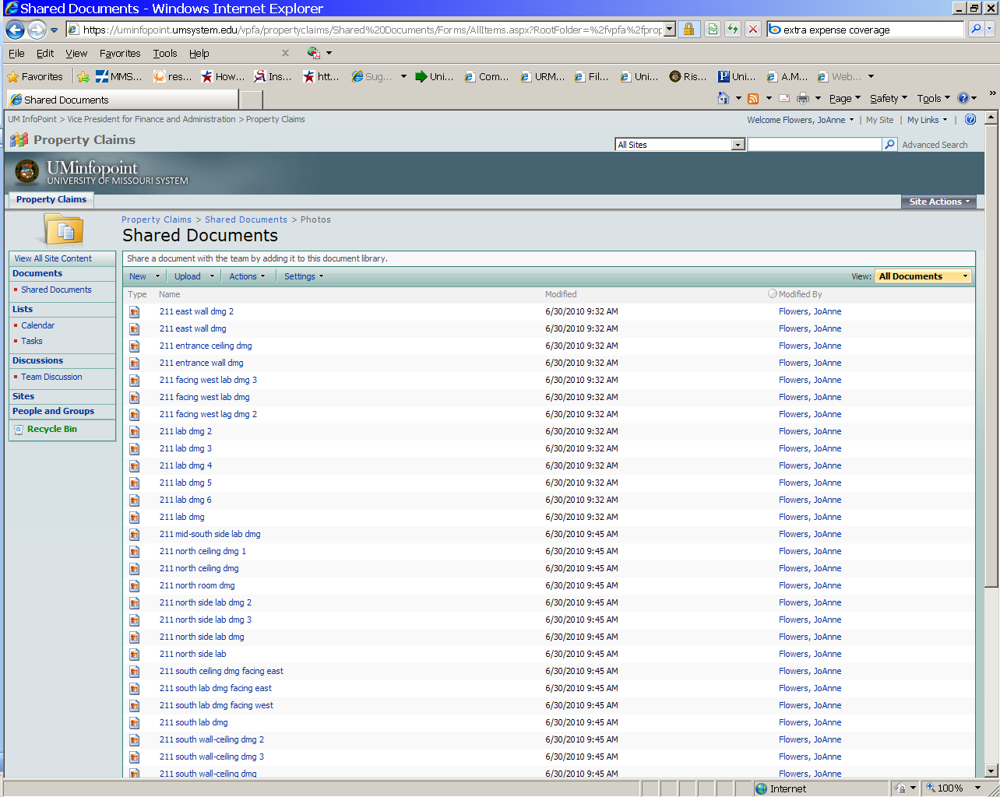 Shared Documents - Windows Internet Explorer
https://uminfopoint.umsystem.edu/vpfa/propertyclaims/Shared%20Documents/Forms/AllItems.aspx?RootFolder=%2fvpfa%2fprop
extra expense coverage
File Edit View Favorites Tools Help
Favorites MMS... res... How... Ins... htt... Sug... Uni... Com... URM... Fil... Uni... Ris... Uni... A.M... Web...
Shared Documents
Page Safety Tools
UM InfoPoint > Vice President for Finance and Administration > Property Claims
Welcome Flowers, JoAnne | My Site | My Links |
Property Claims
All Sites
Advanced Search
UMinfopoint
UNIVERSITY OF MISSOURI SYSTEM
Property Claims
Site Actions
Property Claims > Shared Documents > Photos
Shared Documents
View All Site Content
Documents
Shared Documents
Lists
Calendar
Tasks
Discussions
Team Discussion
Sites
People and Groups
Recycle Bin
Share a document with the team by adding it to this document library.
New Upload Actions Settings View: All Documents
Type Name Modified Modified By
211 east wall dmg 2 6/30/2010 9:32 AM Flowers, JoAnne
211 east wall dmg 6/30/2010 9:32 AM Flowers, JoAnne
211 entrance ceiling dmg 6/30/2010 9:32 AM Flowers, JoAnne
211 entrance wall dmg 6/30/2010 9:32 AM Flowers, JoAnne
211 facing west lab dmg 3 6/30/2010 9:32 AM Flowers, JoAnne
211 facing west lab dmg 6/30/2010 9:32 AM Flowers, JoAnne
211 facing west lag dmg 2 6/30/2010 9:32 AM Flowers, JoAnne
211 lab dmg 2 6/30/2010 9:32 AM Flowers, JoAnne
211 lab dmg 3 6/30/2010 9:32 AM Flowers, JoAnne
211 lab dmg 4 6/30/2010 9:32 AM Flowers, JoAnne
211 lab dmg 5 6/30/2010 9:32 AM Flowers, JoAnne
211 lab dmg 6 6/30/2010 9:32 AM Flowers, JoAnne
211 lab dmg 6/30/2010 9:32 AM Flowers, JoAnne
211 mid-south side lab dmg 6/30/2010 9:45 AM Flowers, JoAnne
211 north ceiling dmg 1 6/30/2010 9:45 AM Flowers, JoAnne
211 north ceiling dmg 6/30/2010 9:45 AM Flowers, JoAnne
211 north room dmg 6/30/2010 9:45 AM Flowers, JoAnne
211 north side lab dmg 2 6/30/2010 9:45 AM Flowers, JoAnne
211 north side lab dmg 3 6/30/2010 9:45 AM Flowers, JoAnne
211 north side lab dmg 6/30/2010 9:45 AM Flowers, JoAnne
211 north side lab 6/30/2010 9:45 AM Flowers, JoAnne
211 south ceiling dmg facing east 6/30/2010 9:45 AM Flowers, JoAnne
211 south lab dmg facing east 6/30/2010 9:45 AM Flowers, JoAnne
211 south lab dmg facing west 6/30/2010 9:45 AM Flowers, JoAnne
211 south lab dmg 6/30/2010 9:45 AM Flowers, JoAnne
211 south wall-ceiling dmg 2 6/30/2010 9:45 AM Flowers, JoAnne
211 south wall-ceiling dmg 3 6/30/2010 9:45 AM Flowers, JoAnne
211 south wall-ceiling dmg 6/30/2010 9:45 AM Flowers, JoAnne
Internet 100%